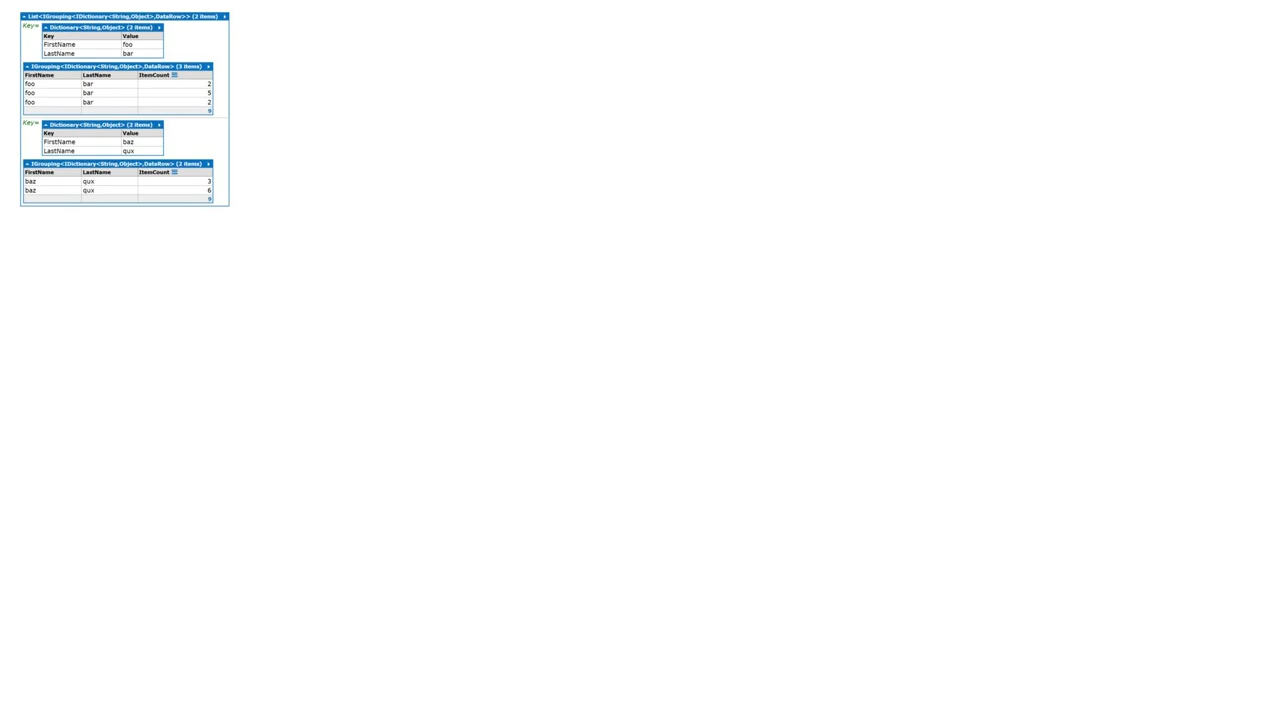 List<IGrouping<IDictionary<String,Object>,DataRow>> (2 items)
Key= Dictionary<String,Object> (2 items)
Key Value
FirstName foo
LastName bar
IGrouping<IDictionary<String,Object>,DataRow> (3 items)
FirstName LastName ItemCount
foo bar 2
foo bar 5
foo bar 2
9
Key= Dictionary<String,Object> (2 items)
Key Value
FirstName baz
LastName qux
IGrouping<IDictionary<String,Object>,DataRow> (2 items)
FirstName LastName ItemCount
baz qux 3
baz qux 6
9